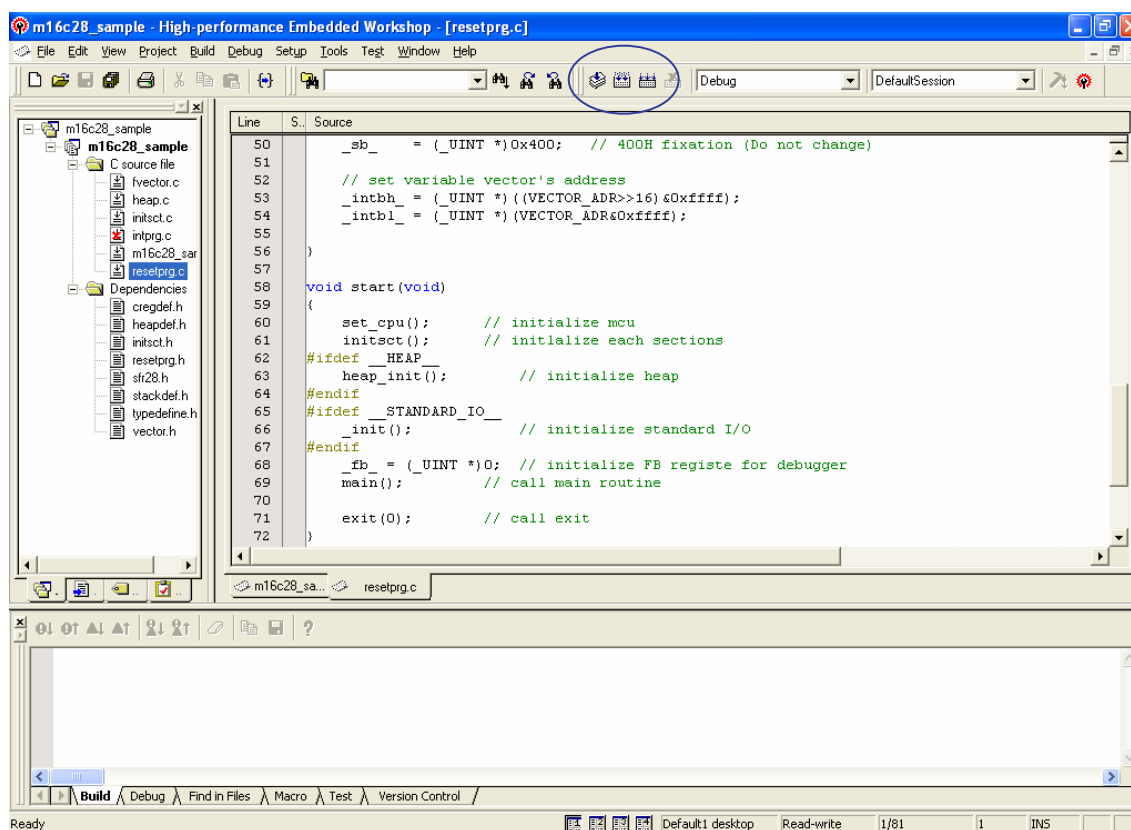 m16c28_sample - High-performance Embedded Workshop - [resetprg.c]
File Edit View Project Build Debug Setup Tools Test Window Help
Debug DefaultSession
m16c28_sample
m16c28_sample
C source file
fvector.c
heap.c
initsct.c
intprg.c
m16c28_sar
resetprg.c
Dependencies
cregdef.h
heapdef.h
initsct.h
resetprg.h
sfr28.h
stackdef.h
typedefine.h
vector.h
Line S.. Source
50 _sb_ = (_UINT *)0x400; // 400H fixation (Do not change)
51
52 // set variable vector's address
53 _intbh_ = (_UINT *)((VECTOR_ADR>>16)&0xffff);
54 _intbl_ = (_UINT *)(VECTOR_ADR&0xffff);
55
56 }
57
58 void start(void)
59 {
60 set_cpu(); // initialize mcu
61 initsct(); // initlalize each sections
62 #ifdef __HEAP__
63 heap_init(); // initialize heap
64 #endif
65 #ifdef __STANDARD_IO__
66 _init(); // initialize standard I/O
67 #endif
68 _fb_ = (_UINT *)0; // initialize FB registe for debugger
69 main(); // call main routine
70
71 exit(0); // call exit
72 }
m16c28_sa... resetprg.c
Build Debug Find in Files Macro Test Version Control
Ready Default1 desktop Read-write 1/81 1 INS